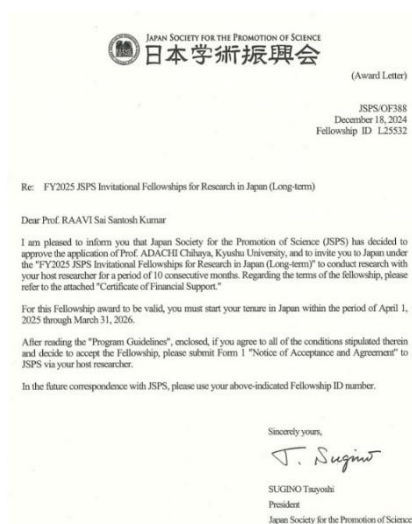 JAPAN SOCIETY FOR THE PROMOTION OF SCIENCE
日本学術振興会
(Award Letter)
JSPS/OF388
December 18, 2024
Fellowship ID L25532
Re: FY2025 JSPS Invitational Fellowships for Research in Japan (Long-term)
Dear Prof. RAAVI Sai Santosh Kumar
I am pleased to inform you that Japan Society for the Promotion of Science (JSPS) has decided to
approve the application of Prof. ADACHI Chihaya, Kyushu University, and to invite you to Japan under
the "FY2025 JSPS Invitational Fellowships for Research in Japan (Long-term)" to conduct research with
your host researcher for a period of 10 consecutive months. Regarding the terms of the fellowship, please
refer to the attached "Certificate of Financial Support."
For this Fellowship award to be valid, you must start your tenure in Japan within the period of April 1,
2025 through March 31, 2026.
After reading the "Program Guidelines", enclosed, if you agree to all of the conditions stipulated therein
and decide to accept the Fellowship, please submit Form 1 "Notice of Acceptance and Agreement" to
JSPS via your host researcher.
In the future correspondence with JSPS, please use your above-indicated Fellowship ID number.
Sincerely yours,
T. Sugino
SUGINO Tsuyoshi
President
Japan Society for the Promotion of Science